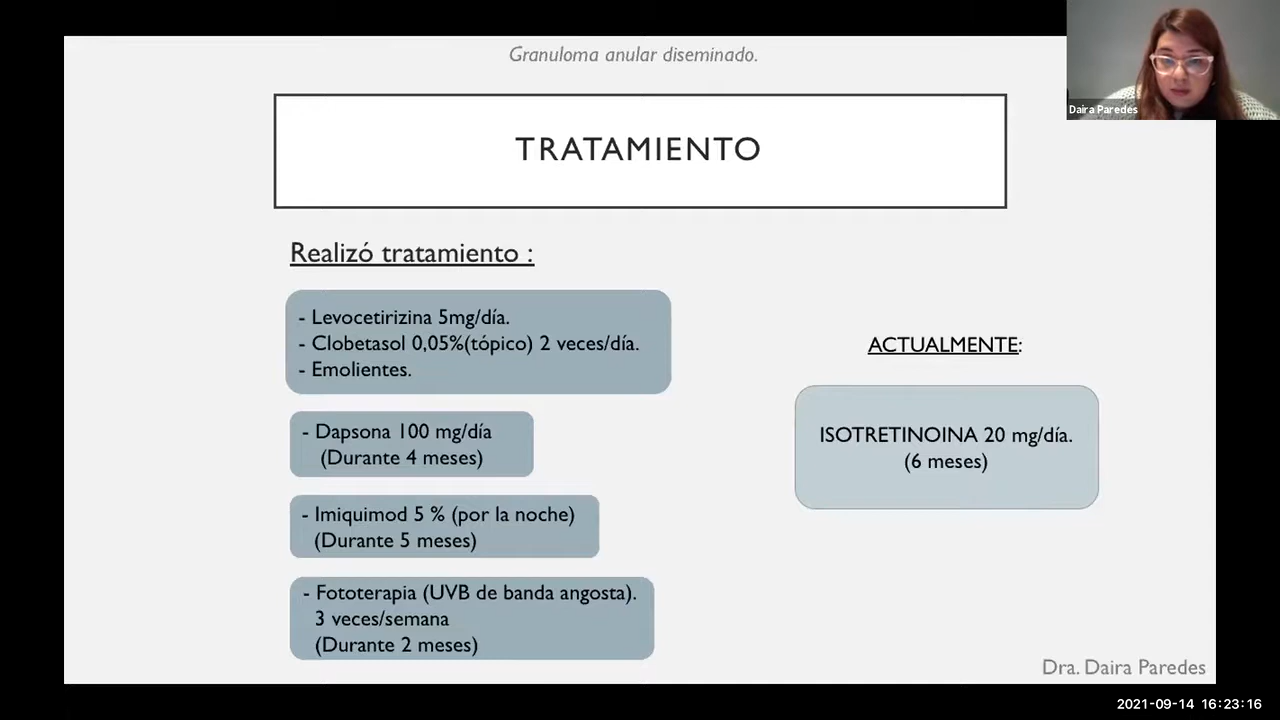 Granuloma anular diseminado.
Daira Paredes
TRATAMIENTO
Realizó tratamiento :
- Levocetirizina 5mg/día.
- Clobetasol 0,05%(tópico) 2 veces/día.
- Emolientes.
- Dapsona 100 mg/día
(Durante 4 meses)
- Imiquimod 5 % (por la noche)
(Durante 5 meses)
- Fototerapia (UVB de banda angosta).
3 veces/semana
(Durante 2 meses)
ACTUALMENTE:
ISOTRETINOINA 20 mg/día.
(6 meses)
Dra. Daira Paredes
2021-09-14 16:23:16